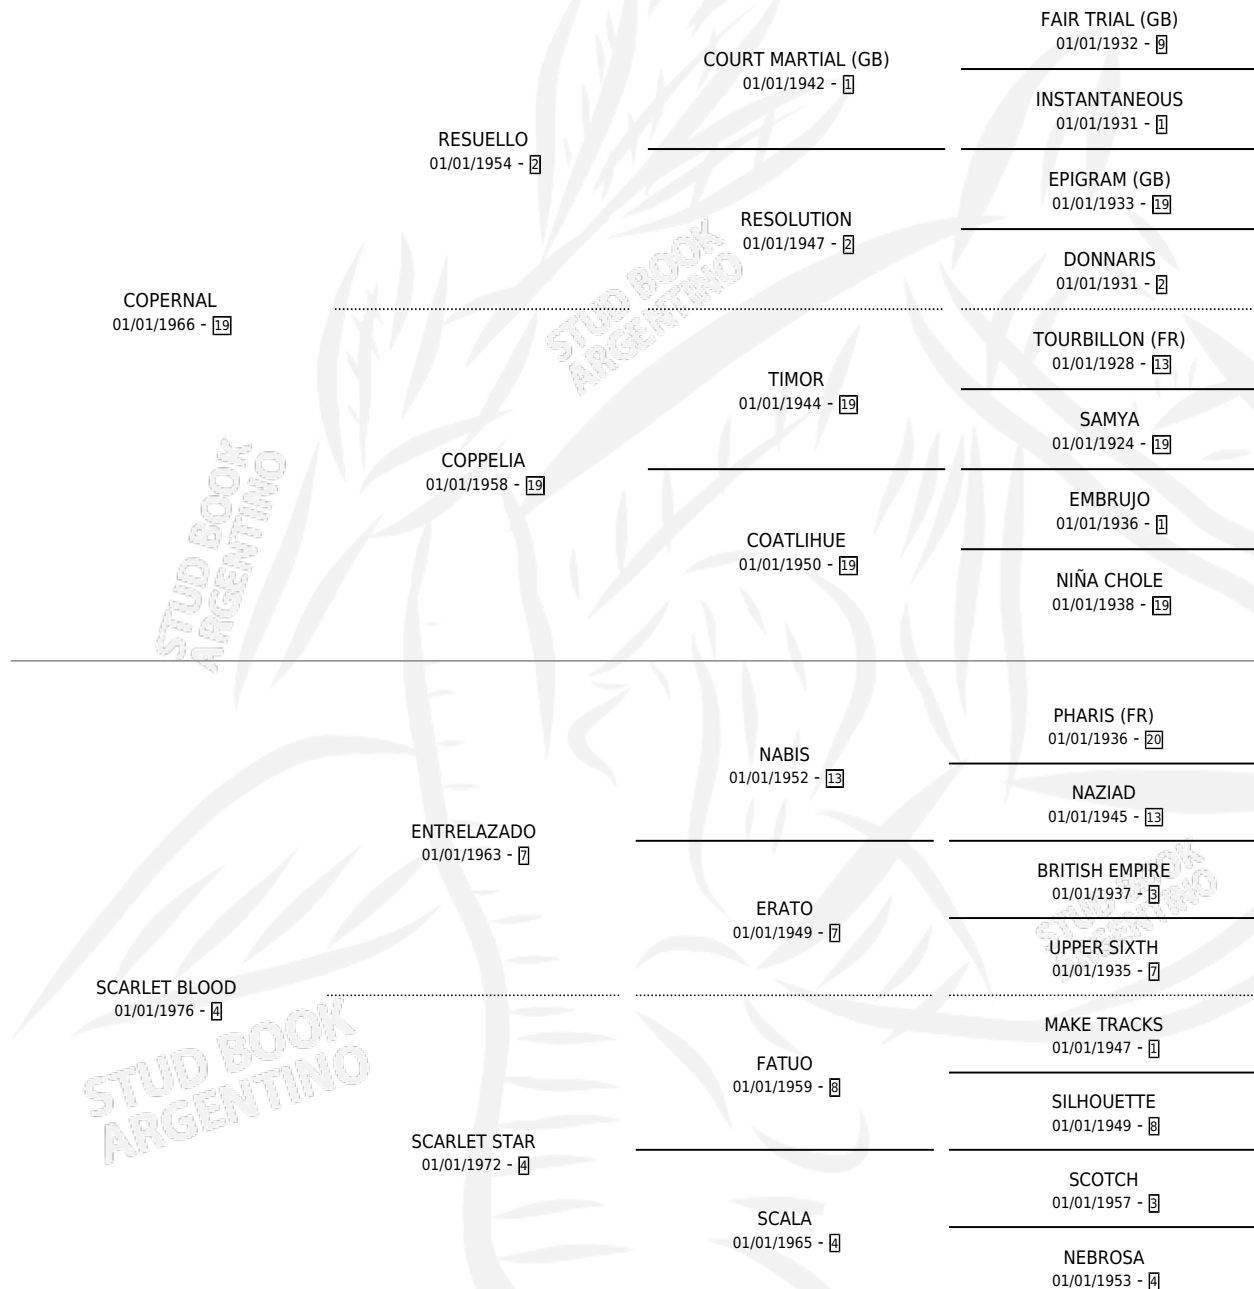 FAIR TRIAL (GB)
01/01/1932 - 9
COURT MARTIAL (GB)
01/01/1942 - 1
INSTANTANEOUS
01/01/1931 - 1
RESUELLO
01/01/1954 - 2
EPIGRAM (GB)
01/01/1933 - 19
RESOLUTION
01/01/1947 - 2
DONNARIS
01/01/1931 - 2
COPERNAL
01/01/1966 - 19
TOURBILLON (FR)
01/01/1928 - 13
TIMOR
01/01/1944 - 19
SAMYA
01/01/1924 - 19
COPPELIA
01/01/1958 - 19
EMBRUJO
01/01/1936 - 1
COATLIHUE
01/01/1950 - 19
NIÑA CHOLE
01/01/1938 - 19
STUD BOOK
ARGENTINO
STUD BOOK
ARGENTINO
PHARIS (FR)
01/01/1936 - 20
NABIS
01/01/1952 - 13
NAZIAD
01/01/1945 - 13
ENTRELAZADO
01/01/1963 - 7
BRITISH EMPIRE
01/01/1937 - 3
ERATO
01/01/1949 - 7
UPPER SIXTH
01/01/1935 - 7
STUD BOOK
ARGENTINO
SCARLET BLOOD
01/01/1976 - 4
MAKE TRACKS
01/01/1947 - 1
FATUO
01/01/1959 - 8
SILHOUETTE
01/01/1949 - 8
SCARLET STAR
01/01/1972 - 4
SCOTCH
01/01/1957 - 3
SCALA
01/01/1965 - 4
NEBROSA
01/01/1953 - 4
STUD BOOK
ARGENTINO